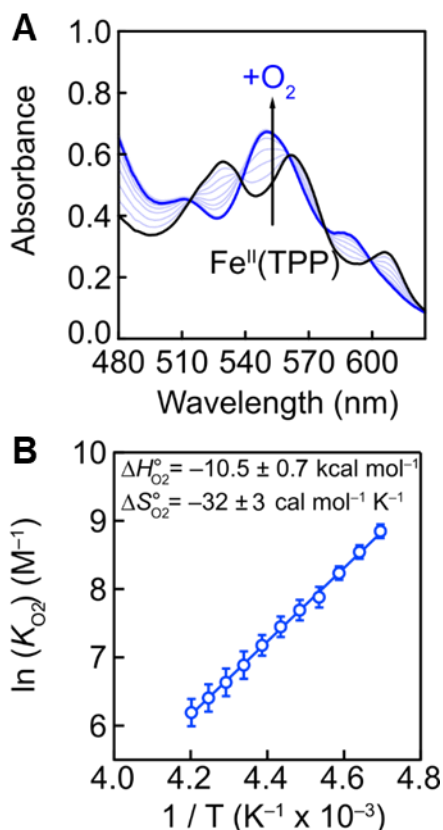 A
1.0
0.8
0.6
0.4
0.2
0.0
Absorbance
+O₂
Feᴵᴵ(TPP)
480 510 540 570 600
Wavelength (nm)
B
ΔH°O2 = –10.5 ± 0.7 kcal mol⁻¹
ΔS°O2 = –32 ± 3 cal mol⁻¹ K⁻¹
10
9
8
7
6
ln (K_O2) (M⁻¹)
4.0 4.2 4.4 4.6 4.8
1 / T (K⁻¹ x 10⁻³)